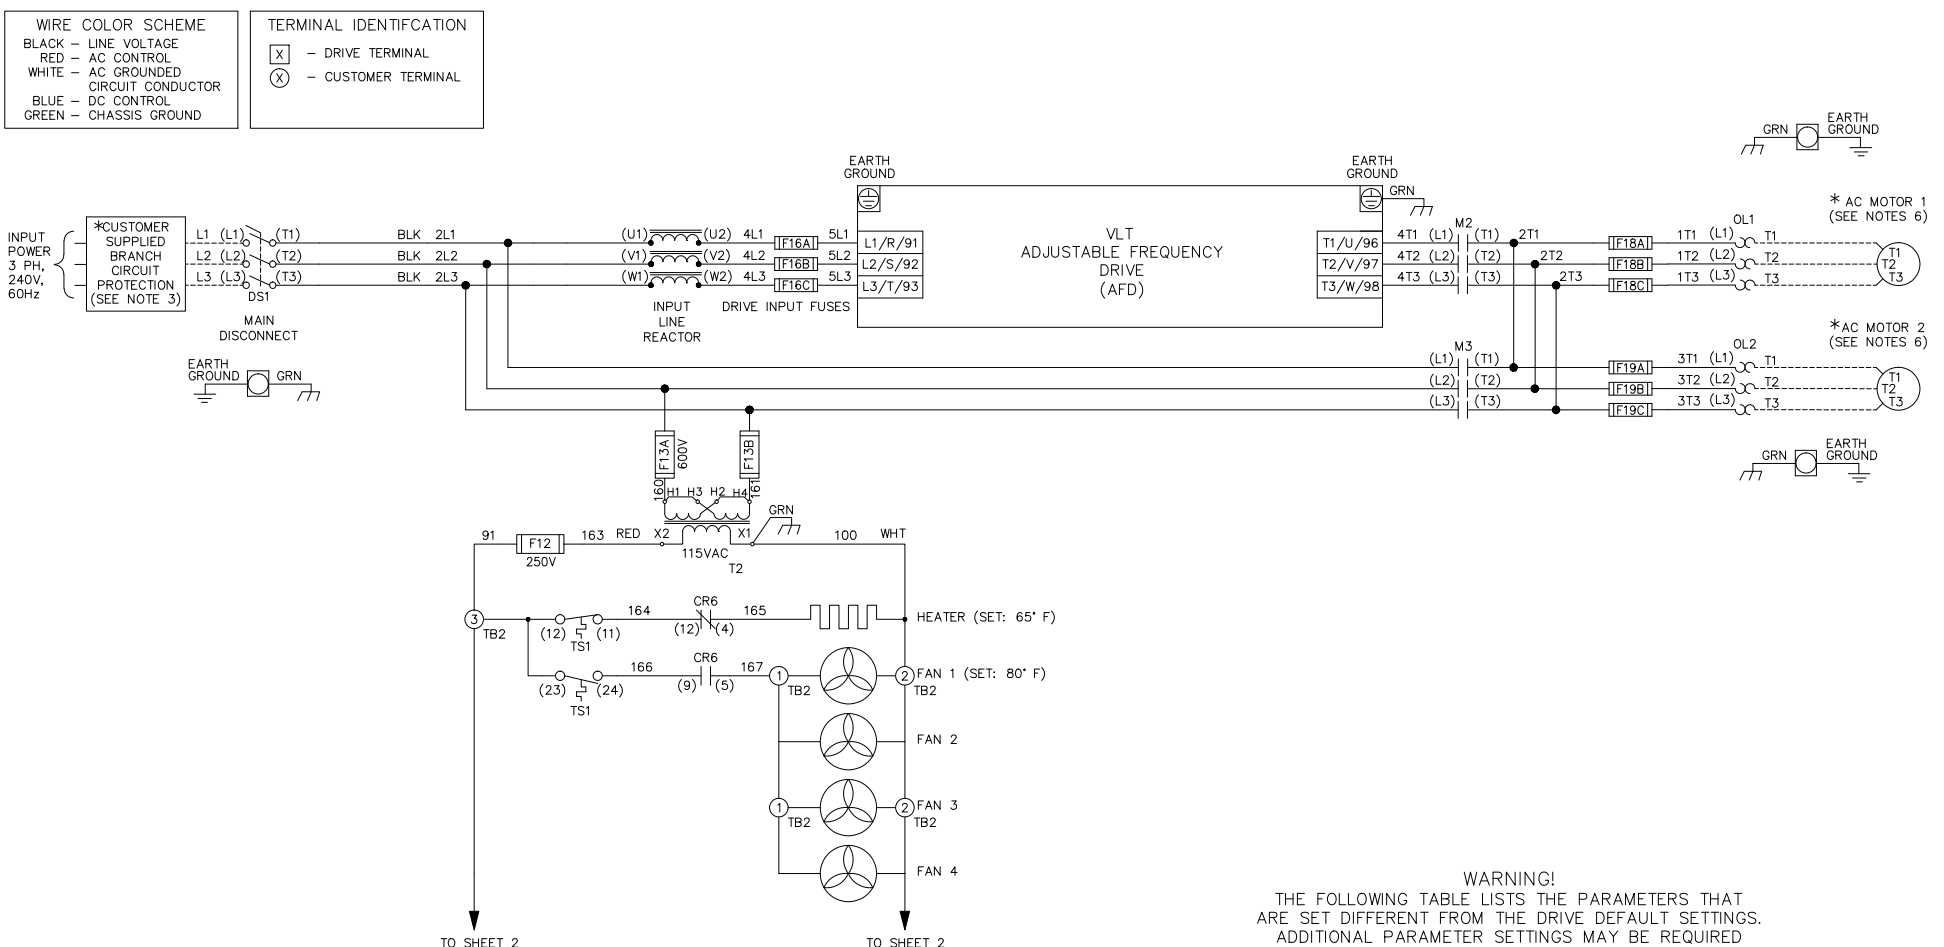 WIRE COLOR SCHEME
BLACK – LINE VOLTAGE
RED – AC CONTROL
WHITE – AC GROUNDED
CIRCUIT CONDUCTOR
BLUE – DC CONTROL
GREEN – CHASSIS GROUND
TERMINAL IDENTIFCATION
X – DRIVE TERMINAL
X – CUSTOMER TERMINAL
INPUT
POWER
3 PH,
240V,
60Hz
*CUSTOMER
SUPPLIED
BRANCH
CIRCUIT
PROTECTION
(SEE NOTE 3)
L1 (L1) (T1) BLK 2L1 (U1) (U2) 4L1 F16A 5L1 L1/R/91
L2 (L2) (T2) BLK 2L2 (V1) (V2) 4L2 F16B 5L2 L2/S/92
L3 (L3) (T3) BLK 2L3 (W1) (W2) 4L3 F16C 5L3 L3/T/93
DS1
MAIN
DISCONNECT
EARTH
GROUND GRN
INPUT
LINE
REACTOR
DRIVE INPUT FUSES
EARTH
GROUND
VLT
ADJUSTABLE FREQUENCY
DRIVE
(AFD)
EARTH
GROUND
GRN
M2
T1/U/96 4T1 (L1) (T1) 2T1 F18A 1T1 (L1) T1
T2/V/97 4T2 (L2) (T2) 2T2 F18B 1T2 (L2) T2
T3/W/98 4T3 (L3) (T3) 2T3 F18C 1T3 (L3) T3
OL1
GRN EARTH
GROUND
* AC MOTOR 1
(SEE NOTES 6)
T1
T2
T3
M3
(L1) (T1) F19A 3T1 (L1) T1
(L2) (T2) F19B 3T2 (L2) T2
(L3) (T3) F19C 3T3 (L3) T3
OL2
*AC MOTOR 2
(SEE NOTES 6)
T1
T2
T3
GRN EARTH
GROUND
F13A 600V F13B
160 H1 H3 H2 H4 161
GRN
91 F12 163 RED X2 X1 100 WHT
250V 115VAC
T2
3 TB2 (12) TS1 (11) 164 CR6 (12) (4) 165 HEATER (SET: 65° F)
(23) TS1 (24) 166 CR6 (9) (5) 167 1 TB2 2 TB2 FAN 1 (SET: 80° F)
FAN 2
1 TB2 2 TB2 FAN 3
FAN 4
TO SHEET 2 TO SHEET 2
WARNING!
THE FOLLOWING TABLE LISTS THE PARAMETERS THAT
ARE SET DIFFERENT FROM THE DRIVE DEFAULT SETTINGS.
ADDITIONAL PARAMETER SETTINGS MAY BE REQUIRED